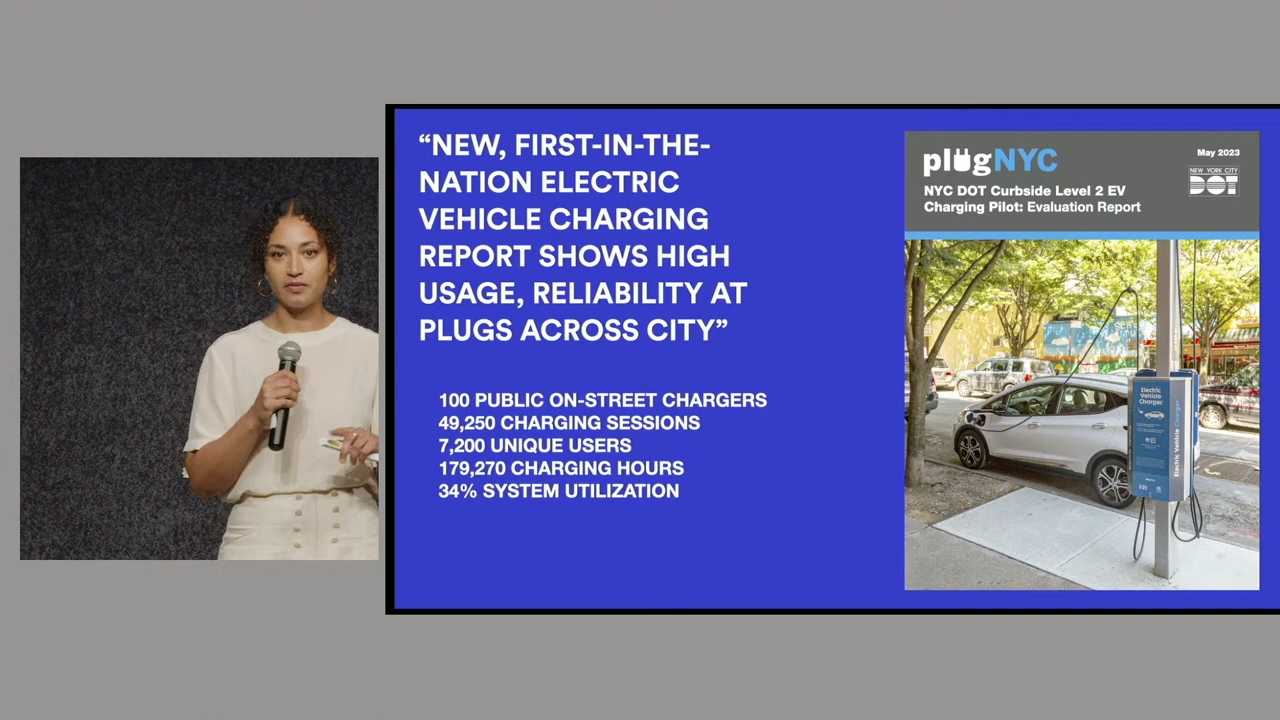 “NEW, FIRST-IN-THE-
NATION ELECTRIC
VEHICLE CHARGING
REPORT SHOWS HIGH
USAGE, RELIABILITY AT
PLUGS ACROSS CITY”
100 PUBLIC ON-STREET CHARGERS
49,250 CHARGING SESSIONS
7,200 UNIQUE USERS
179,270 CHARGING HOURS
34% SYSTEM UTILIZATION
plugNYC
May 2023
NEW YORK CITY
DOT
NYC DOT Curbside Level 2 EV
Charging Pilot: Evaluation Report
Electric
Vehicle
Charger
Electric Vehicle Charger